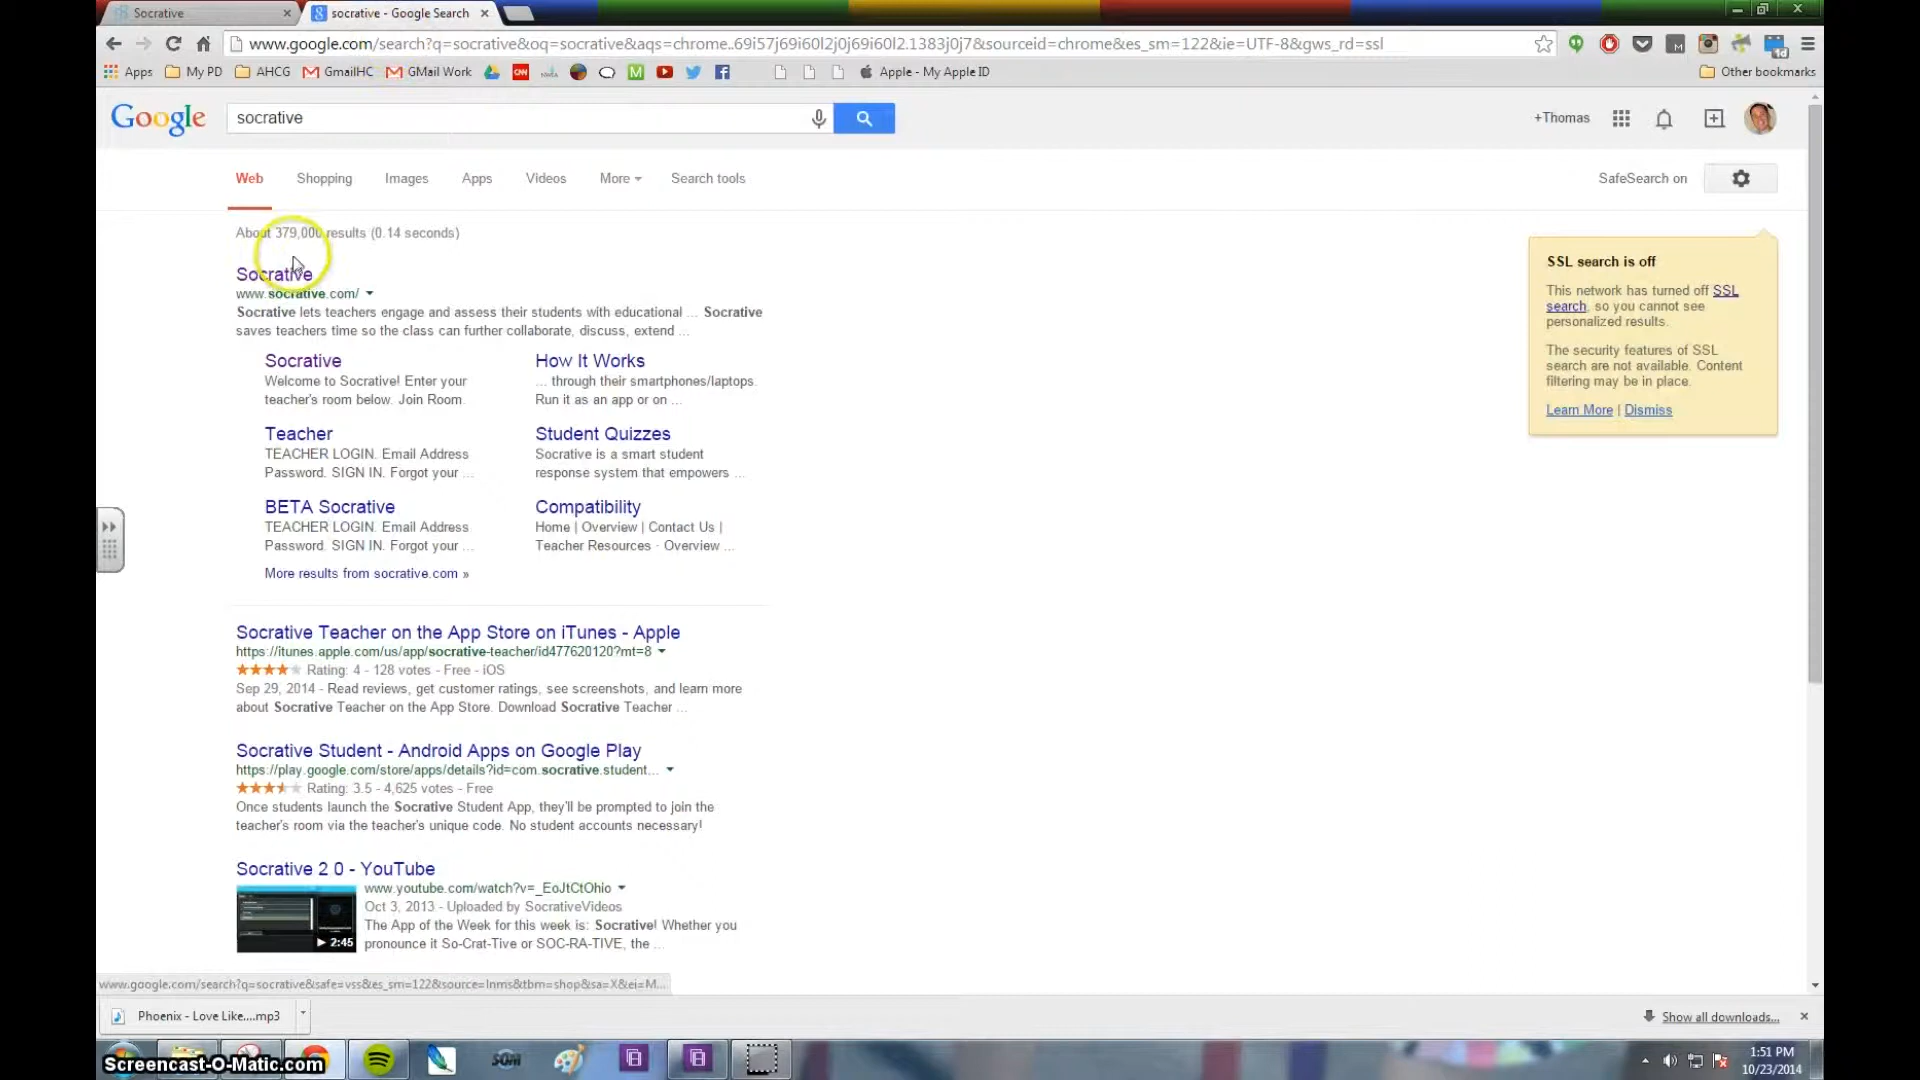 Socrative
socrative - Google Search
www.google.com/search?q=socrative&oq=socrative&aqs=chrome..69i57j69i60l2j0j69i60l2.1383j0j7&sourceid=chrome&es_sm=122&ie=UTF-8&gws_rd=ssl
Apps My PD AHCG GmailHC GMail Work Apple - My Apple ID Other bookmarks
Google socrative +Thomas
Web Shopping Images Apps Videos More Search tools SafeSearch on
About 379,000 results (0.14 seconds)
Socrative
www.socrative.com/
Socrative lets teachers engage and assess their students with educational ... Socrative
saves teachers time so the class can further collaborate, discuss, extend ...
Socrative
Welcome to Socrative! Enter your
teacher's room below. Join Room.
How It Works
... through their smartphones/laptops.
Run it as an app or on ...
Teacher
TEACHER LOGIN. Email Address
Password. SIGN IN. Forgot your ...
Student Quizzes
Socrative is a smart student
response system that empowers ...
BETA Socrative
TEACHER LOGIN. Email Address
Password. SIGN IN. Forgot your ...
Compatibility
Home | Overview | Contact Us |
Teacher Resources · Overview ...
More results from socrative.com »
Socrative Teacher on the App Store on iTunes - Apple
https://itunes.apple.com/us/app/socrative-teacher/id477620120?mt=8
Rating: 4 - 128 votes - Free - iOS
Sep 29, 2014 - Read reviews, get customer ratings, see screenshots, and learn more
about Socrative Teacher on the App Store. Download Socrative Teacher ...
Socrative Student - Android Apps on Google Play
https://play.google.com/store/apps/details?id=com.socrative.student...
Rating: 3.5 - 4,625 votes - Free
Once students launch the Socrative Student App, they'll be prompted to join the
teacher's room via the teacher's unique code. No student accounts necessary!
Socrative 2 0 - YouTube
www.youtube.com/watch?v=_EoJtCtOhio
Oct 3, 2013 - Uploaded by SocrativeVideos
The App of the Week for this week is: Socrative! Whether you
pronounce it So-Crat-Tive or SOC-RA-TIVE, the ...
2:45
SSL search is off
This network has turned off SSL
search, so you cannot see
personalized results.
The security features of SSL
search are not available. Content
filtering may be in place.
Learn More | Dismiss
www.google.com/search?q=socrative&safe=vss&es_sm=122&source=lnms&tbm=shop&sa=X&ei=M...
Phoenix - Love Like....mp3
Show all downloads...
Screencast-O-Matic.com
SOM
1:51 PM
10/23/2014